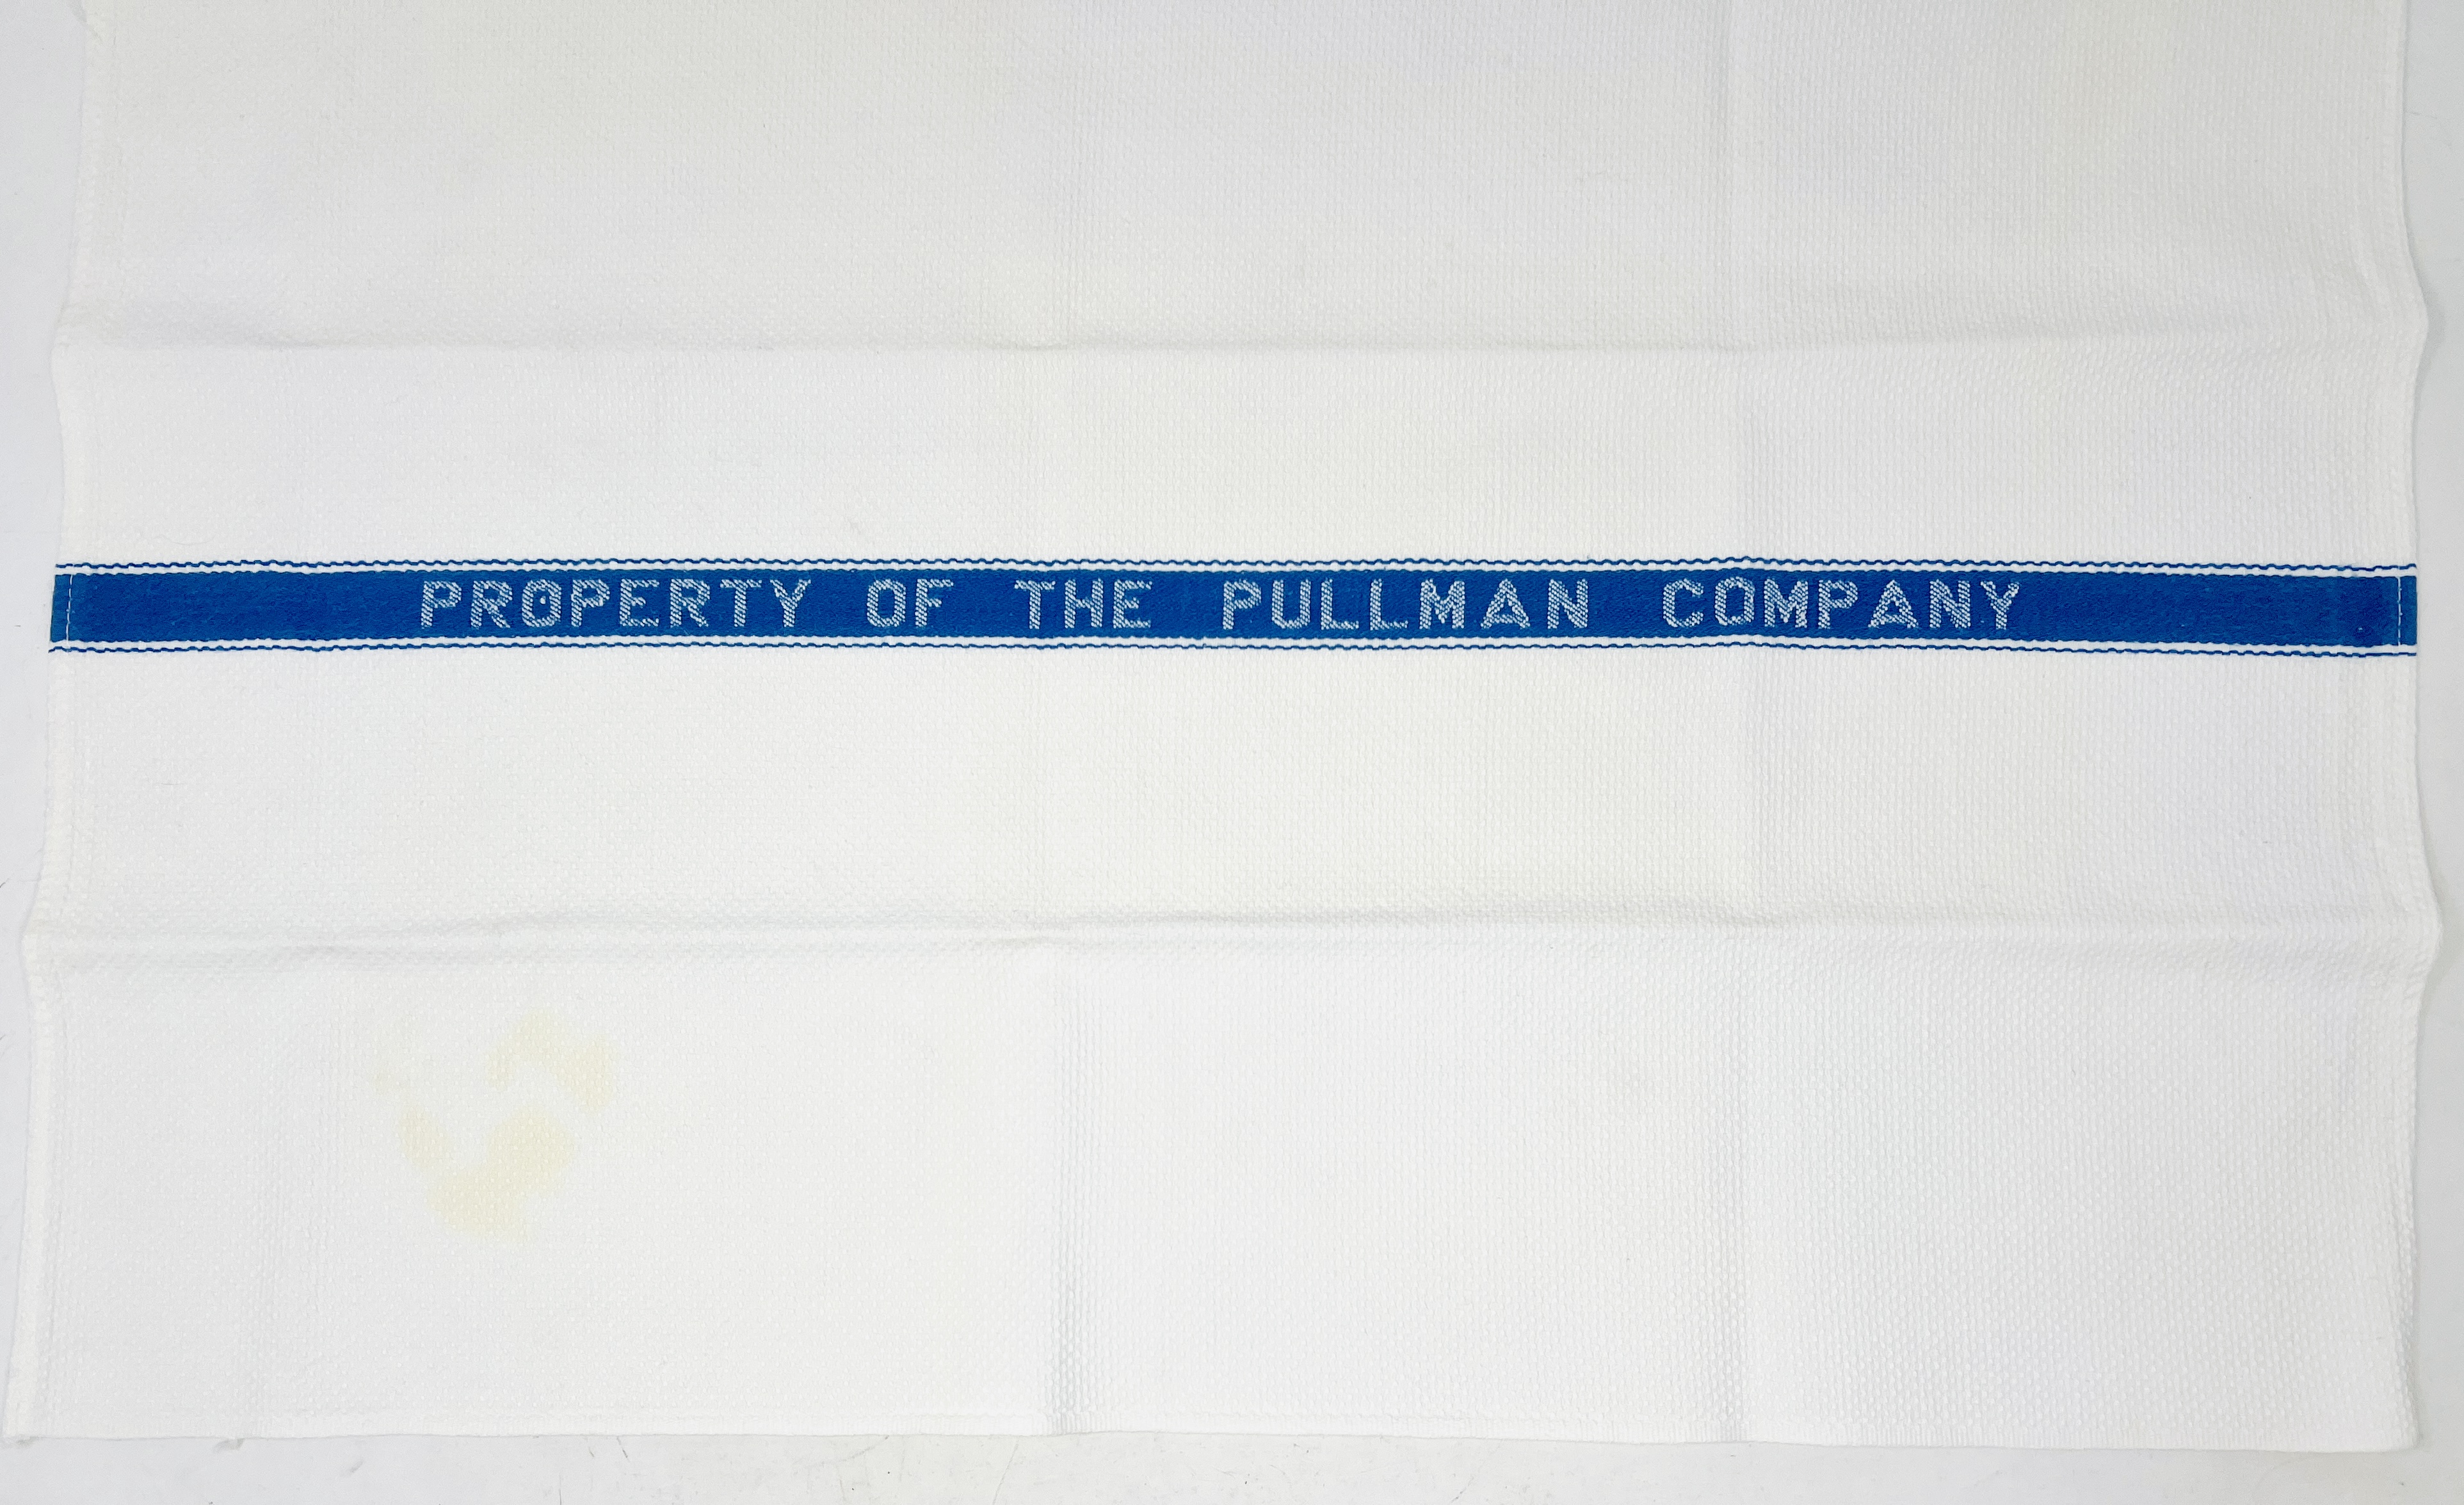 PROPERTY OF THE PULLMAN COMPANY